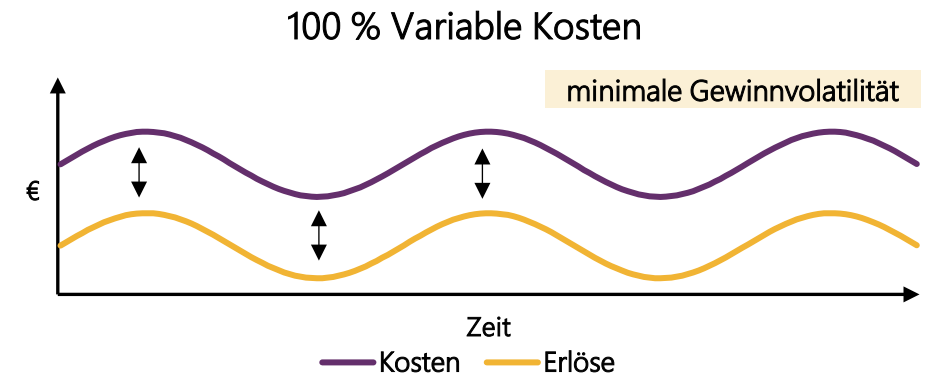 100 % Variable Kosten
minimale Gewinnvolatilität
€
Zeit
Kosten Erlöse